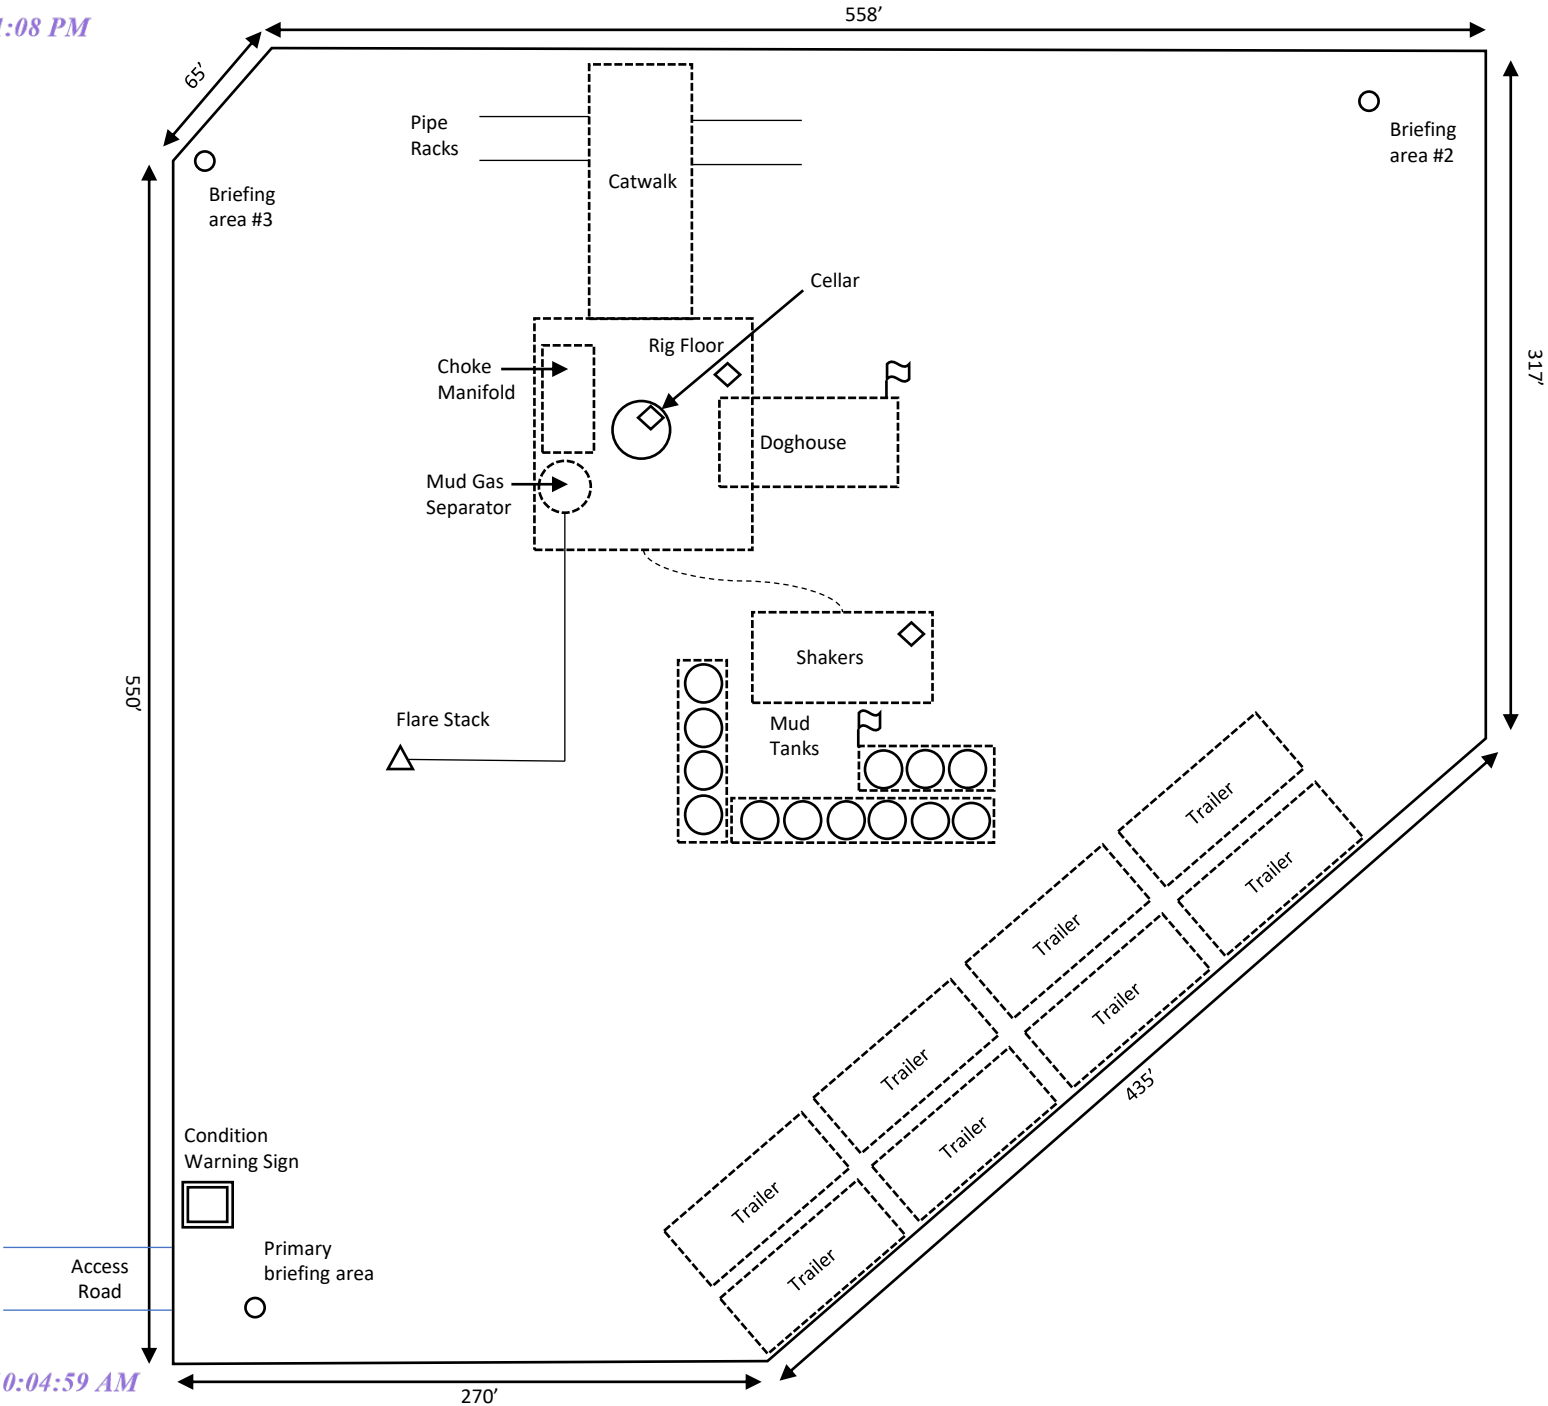 1:08 PM
558’
65’
Pipe
Racks
Catwalk
Briefing
area #2
Briefing
area #3
Cellar
Rig Floor
Choke
Manifold
317’
Doghouse
Mud Gas
Separator
Shakers
550’
Flare Stack
Mud
Tanks
Trailer
Trailer
Trailer
Trailer
Trailer
Trailer
Trailer
Trailer
435’
Condition
Warning Sign
Primary
briefing area
Access
Road
0:04:59 AM
270’